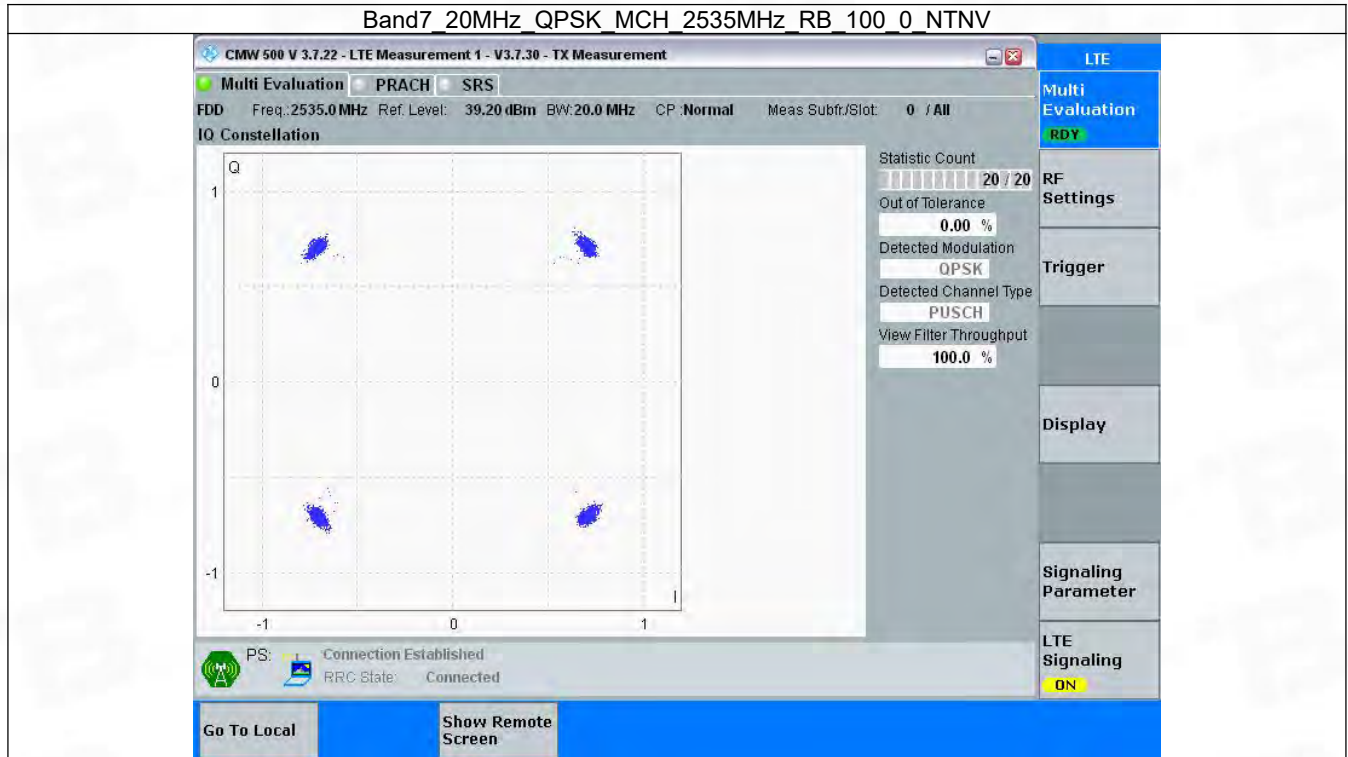 Band7_20MHz_QPSK_MCH_2535MHz_RB_100_0_NTNV
CMW 500 V 3.7.22 - LTE Measurement 1 - V3.7.30 - TX Measurement
LTE
Multi Evaluation PRACH SRS
FDD Freq.:2535.0 MHz Ref. Level: 39.20 dBm BW:20.0 MHz CP :Normal Meas Subfr./Slot: 0 / All
IQ Constellation
Q
1
0
-1
I
-1 0 1
Statistic Count
20 / 20
Out of Tolerance
0.00 %
Detected Modulation
QPSK
Detected Channel Type
PUSCH
View Filter Throughput
100.0 %
Multi
Evaluation
RDY
RF
Settings
Trigger
Display
Signaling
Parameter
LTE
Signaling
ON
PS: Connection Established
RRC State: Connected
Go To Local
Show Remote
Screen